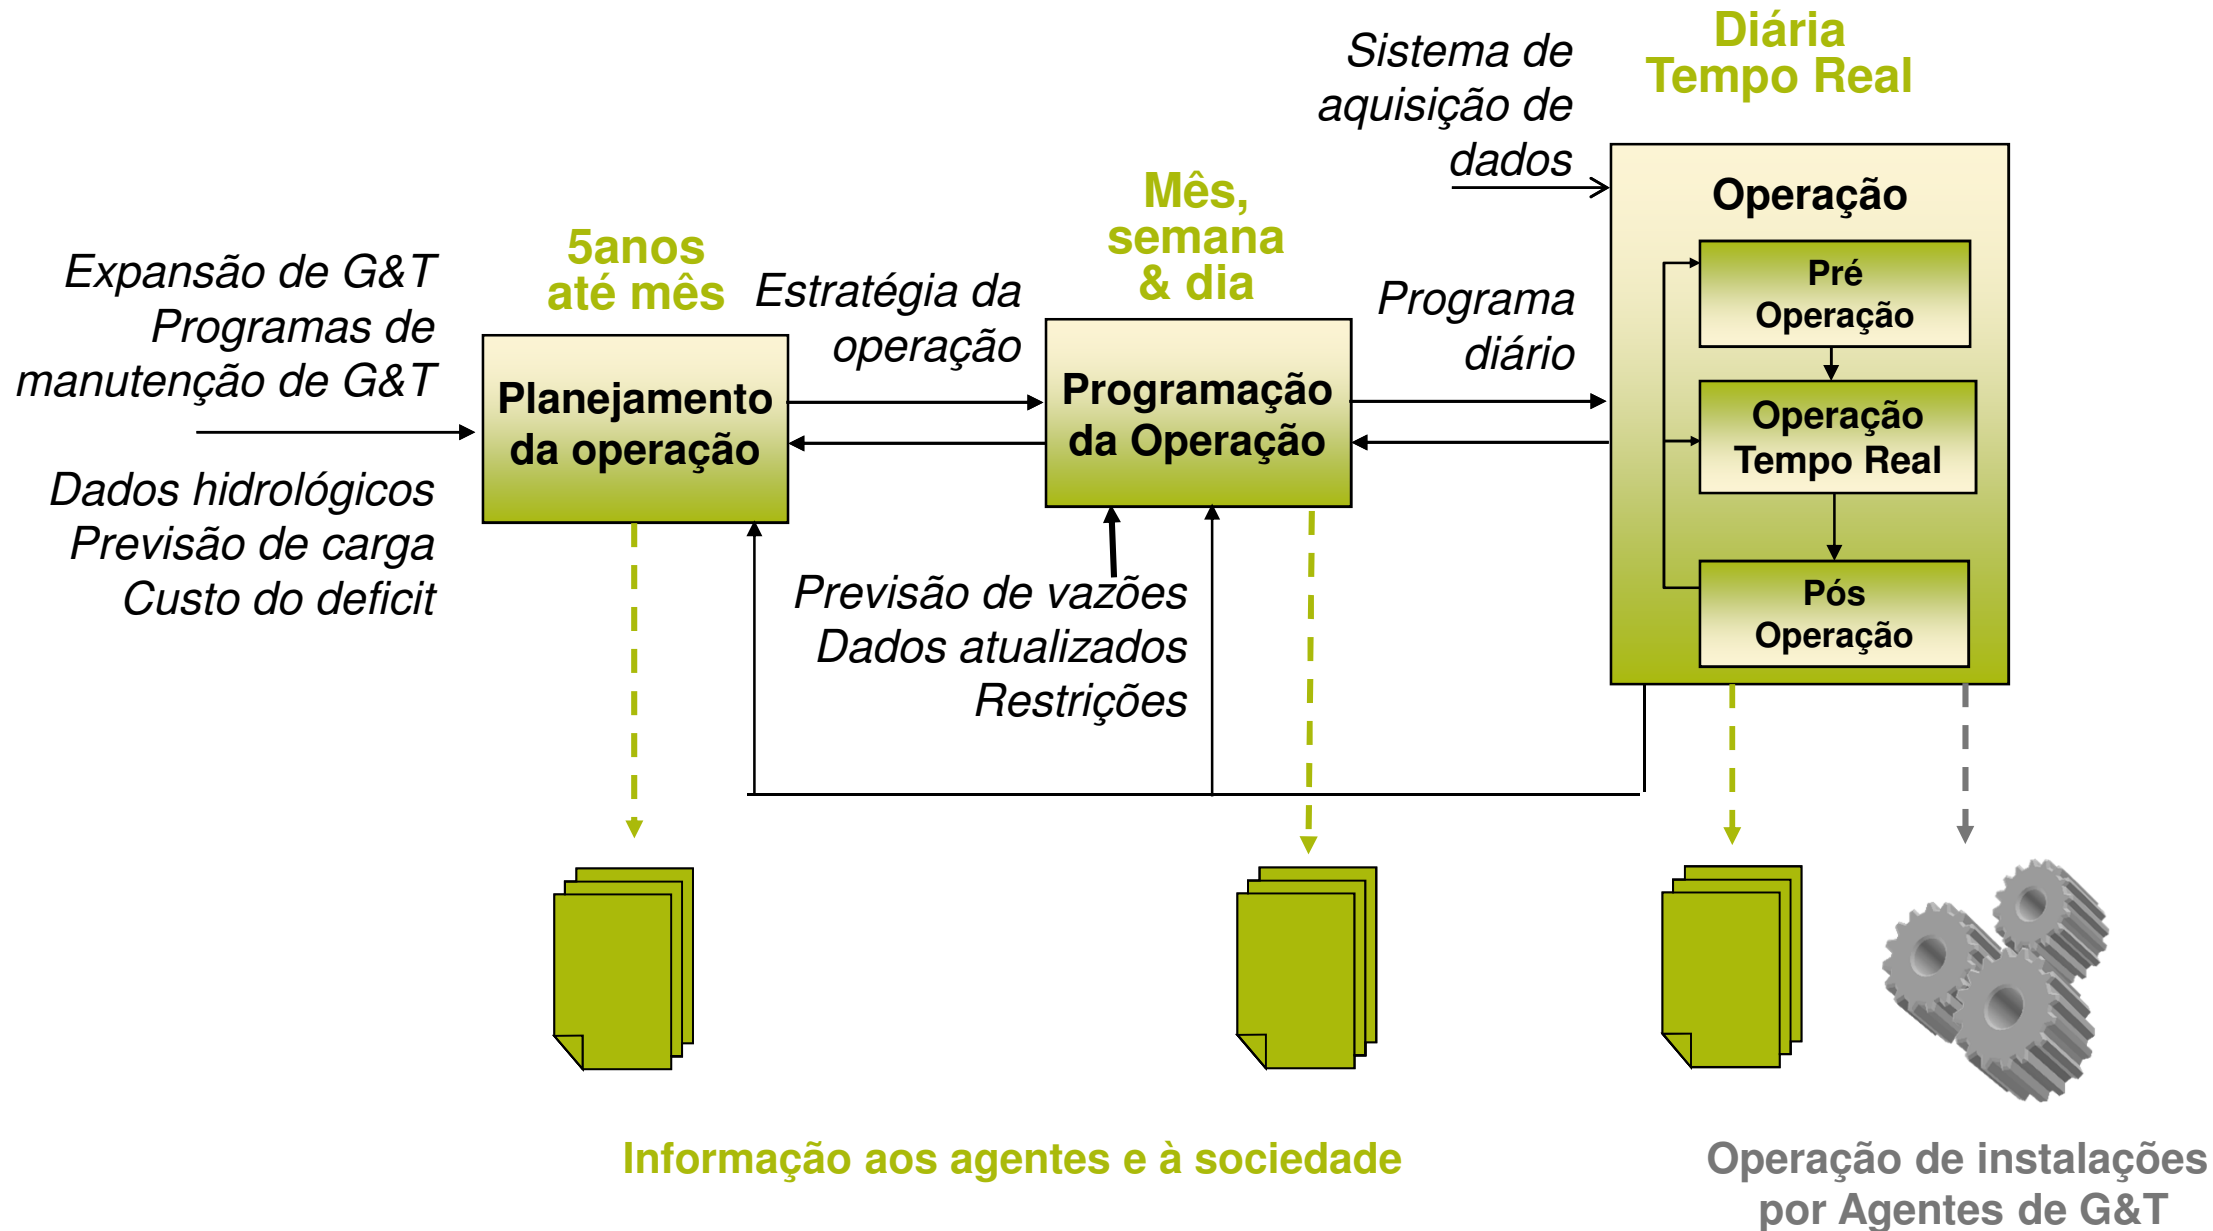 Diária
Tempo Real
Sistema de
aquisição de
dados
Operação
Mês,
semana
& dia
5anos
até mês
Expansão de G&T
Programas de
manutenção de G&T
Estratégia da
operação
Programa
diário
Pré
Operação
Planejamento
da operação
Programação
da Operação
Operação
Tempo Real
Dados hidrológicos
Previsão de carga
Custo do deficit
Previsão de vazões
Dados atualizados
Restrições
Pós
Operação
Informação aos agentes e à sociedade
Operação de instalações
por Agentes de G&T